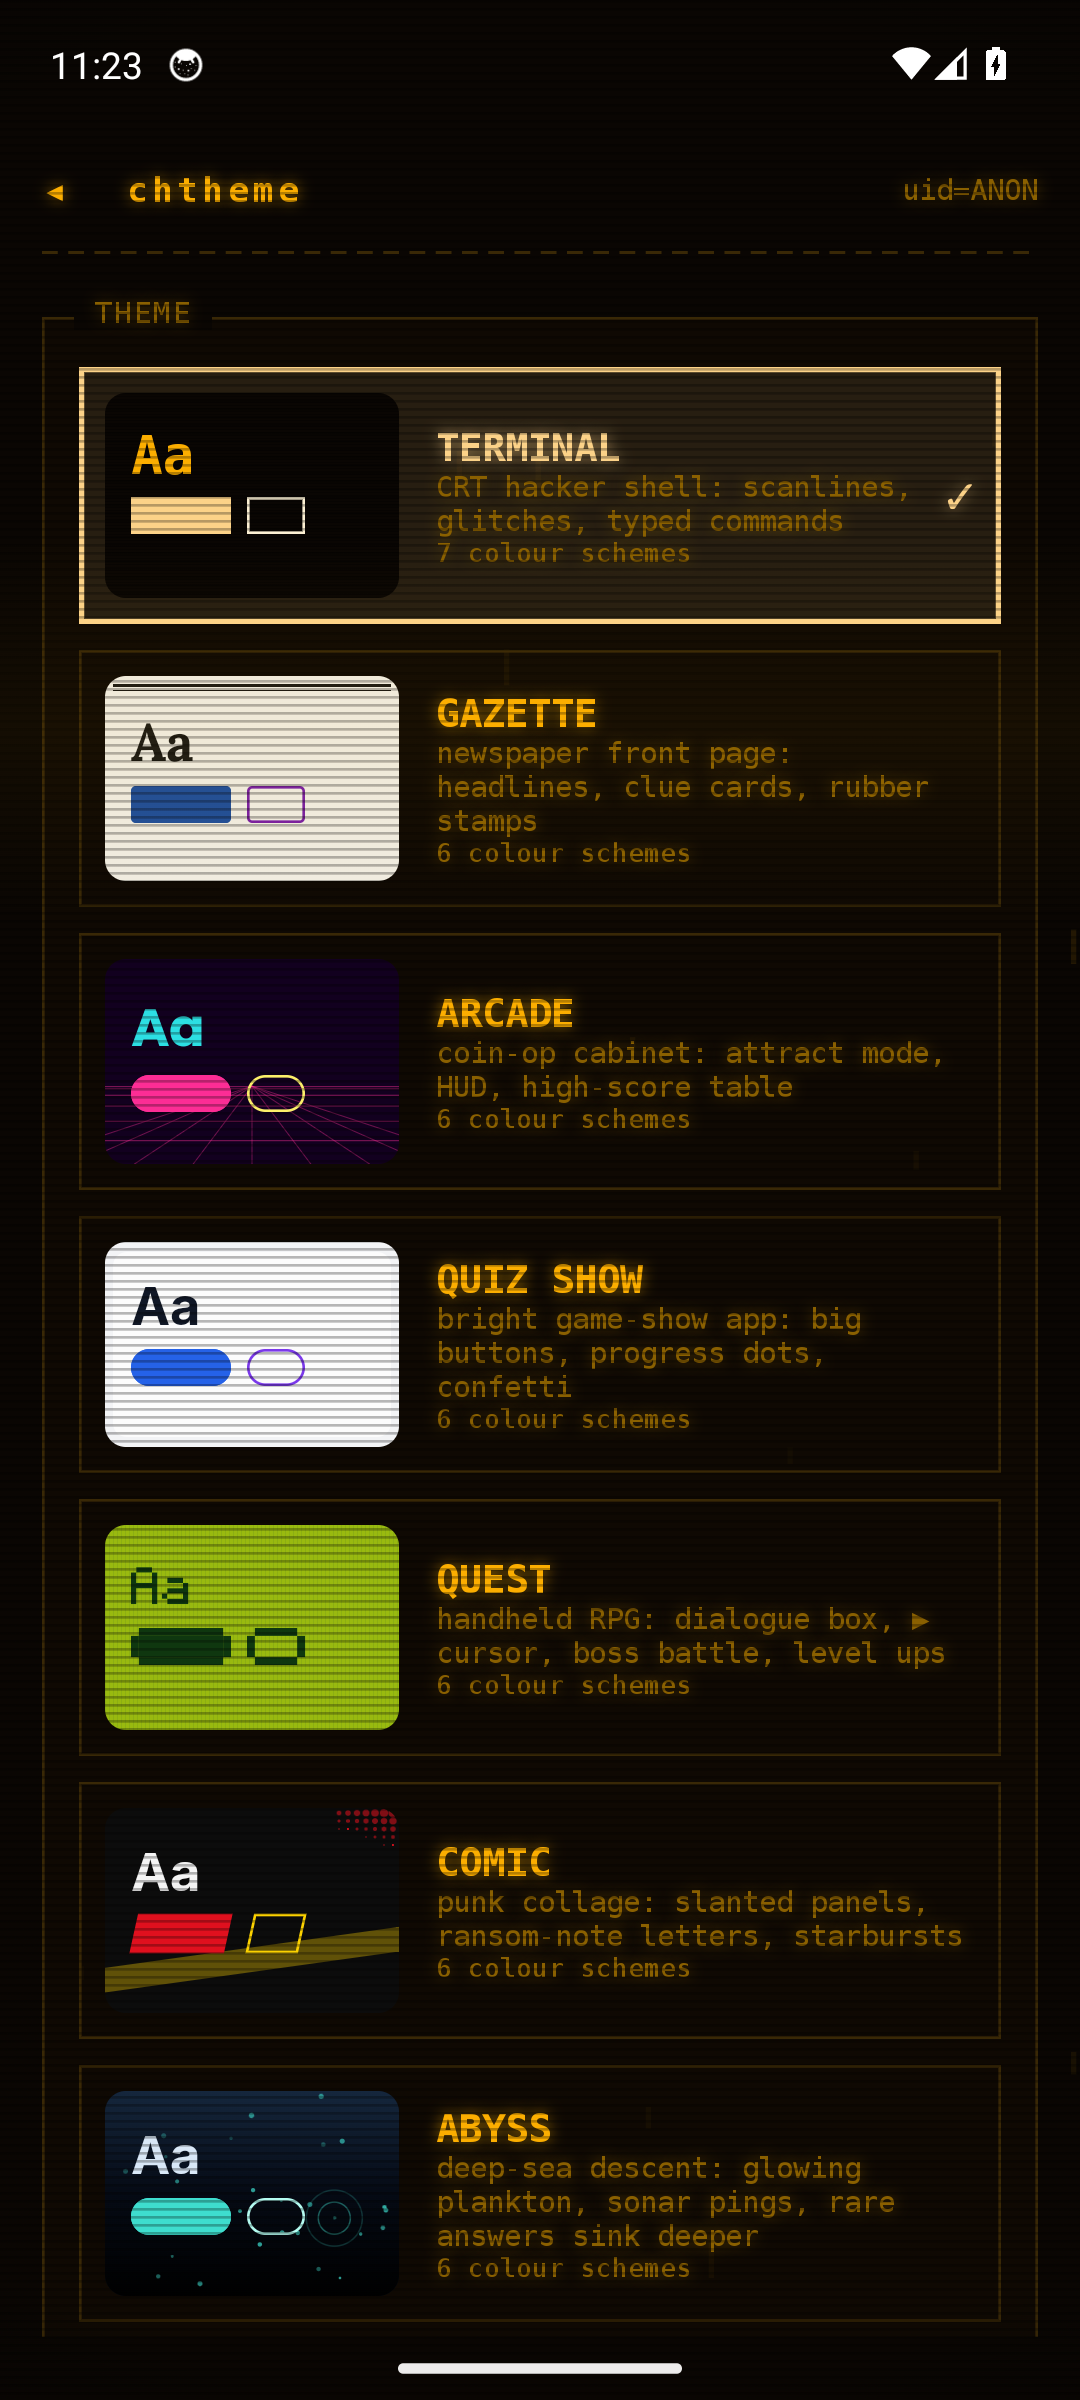 11:23
◀ chtheme uid=ANON
THEME
Aa
TERMINAL
CRT hacker shell: scanlines,
glitches, typed commands
7 colour schemes
✓
Aa
GAZETTE
newspaper front page:
headlines, clue cards, rubber
stamps
6 colour schemes
Aa
ARCADE
coin-op cabinet: attract mode,
HUD, high-score table
6 colour schemes
Aa
QUIZ SHOW
bright game-show app: big
buttons, progress dots,
confetti
6 colour schemes
Aa
QUEST
handheld RPG: dialogue box, ▶
cursor, boss battle, level ups
6 colour schemes
Aa
COMIC
punk collage: slanted panels,
ransom-note letters, starbursts
6 colour schemes
Aa
ABYSS
deep-sea descent: glowing
plankton, sonar pings, rare
answers sink deeper
6 colour schemes